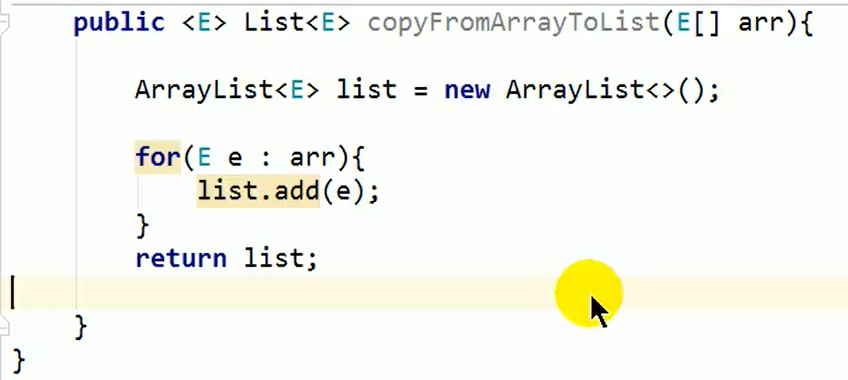 public <E> List<E> copyFromArrayToList(E[] arr){
ArrayList<E> list = new ArrayList<>();
for(E e : arr){
list.add(e);
}
return list;
}
}